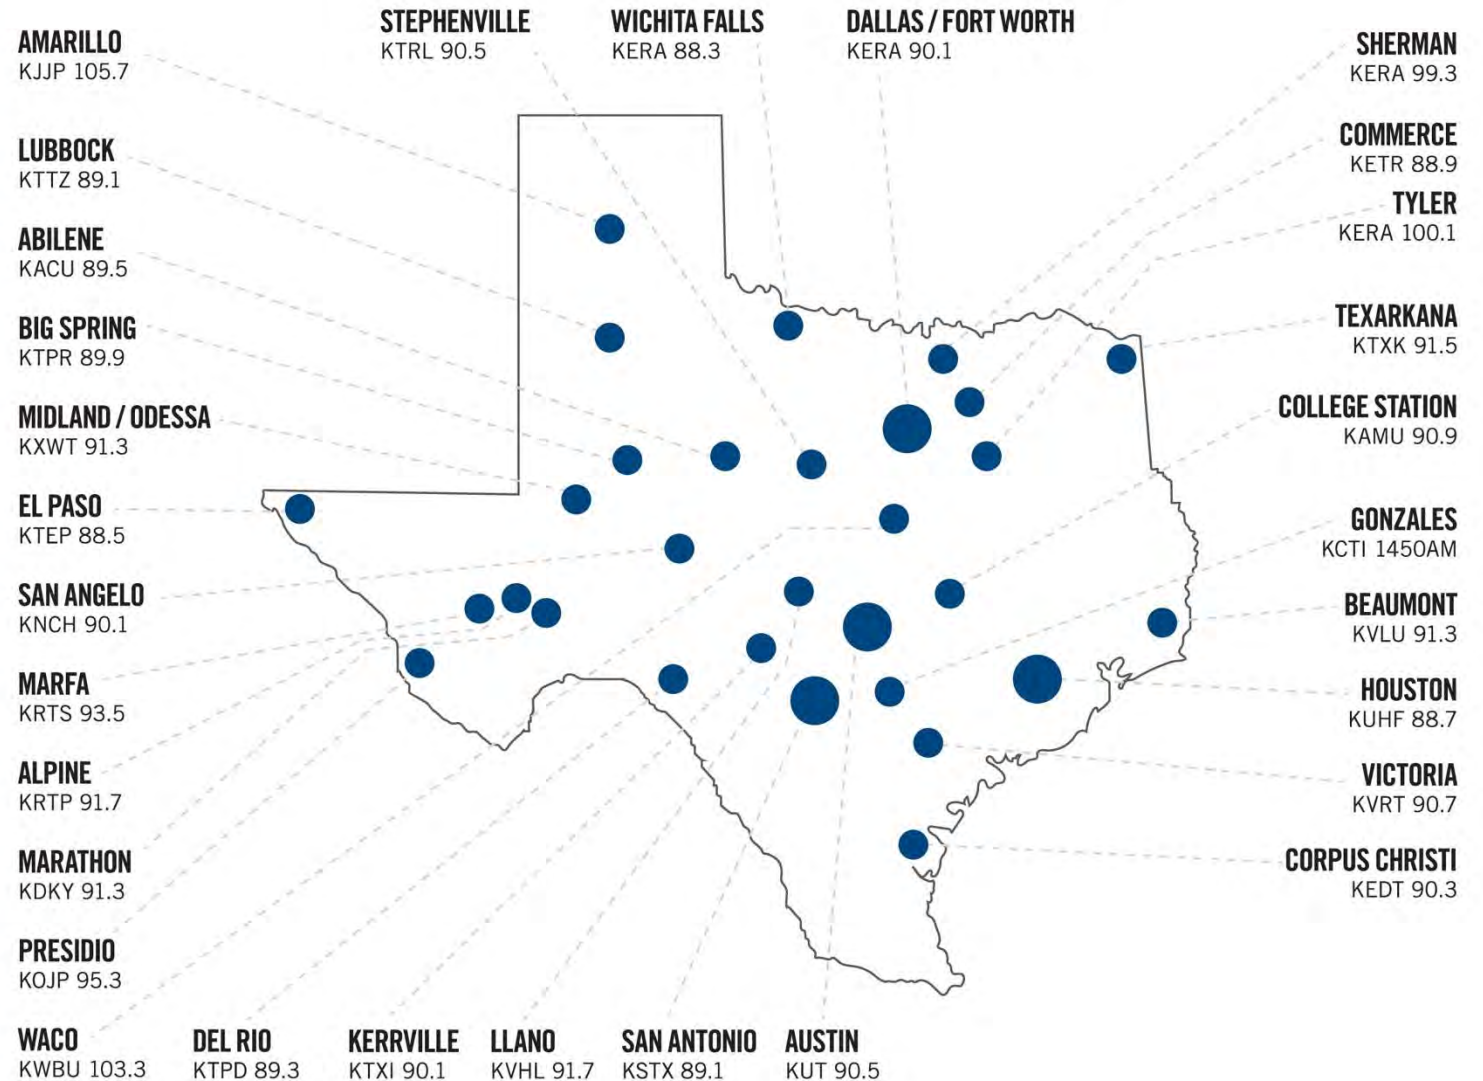 STEPHENVILLE
KTRL 90.5
WICHITA FALLS
KERA 88.3
DALLAS / FORT WORTH
KERA 90.1
AMARILLO
KJJP 105.7
LUBBOCK
KTTZ 89.1
ABILENE
KACU 89.5
BIG SPRING
KTPR 89.9
MIDLAND / ODESSA
KXWT 91.3
EL PASO
KTEP 88.5
SAN ANGELO
KNCH 90.1
MARFA
KRTS 93.5
ALPINE
KRTP 91.7
MARATHON
KDKY 91.3
PRESIDIO
KOJP 95.3
WACO
KWBU 103.3
DEL RIO
KTPD 89.3
KERRVILLE
KTXI 90.1
LLANO
KVHL 91.7
SAN ANTONIO
KSTX 89.1
AUSTIN
KUT 90.5
SHERMAN
KERA 99.3
COMMERCE
KETR 88.9
TYLER
KERA 100.1
TEXARKANA
KTXK 91.5
COLLEGE STATION
KAMU 90.9
GONZALES
KCTI 1450AM
BEAUMONT
KVLU 91.3
HOUSTON
KUHF 88.7
VICTORIA
KVRT 90.7
CORPUS CHRISTI
KEDT 90.3